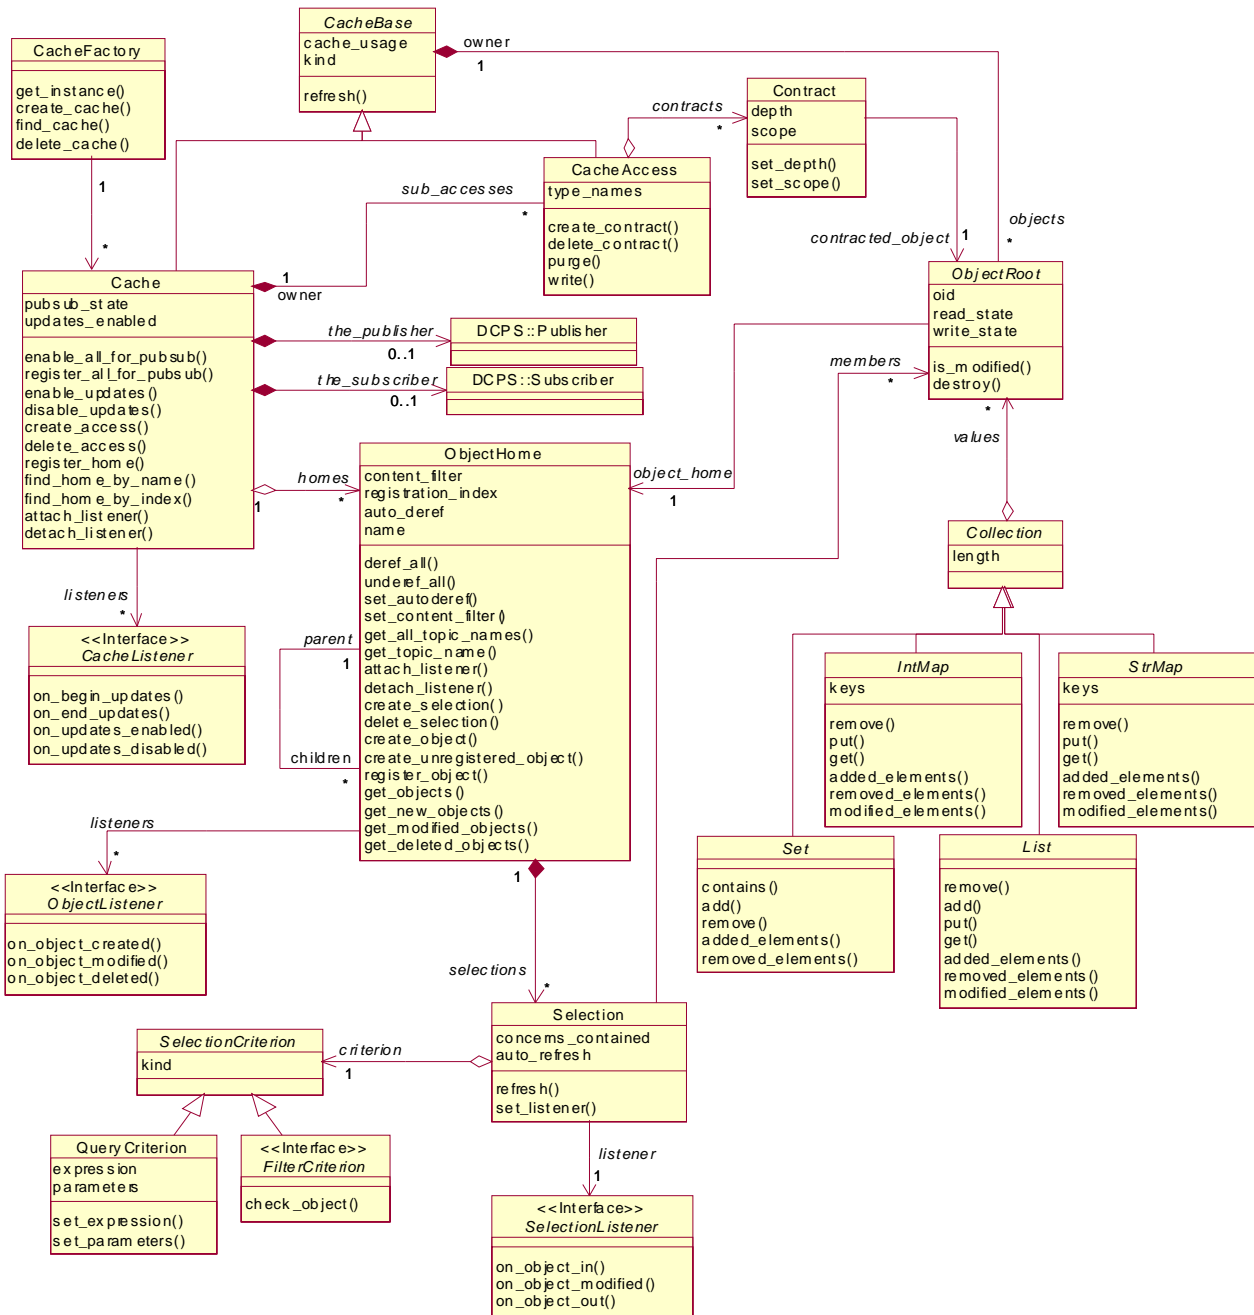 CacheBase
cache_usage
kind
refresh()
owner
1
CacheFactory
get_instance()
create_cache()
find_cache()
delete_cache()
1
*
contracts
*
Contract
depth
scope
set_depth()
set_scope()
CacheAccess
type_names
create_contract()
delete_contract()
purge()
write()
sub_accesses
*
1
owner
objects
*
contracted_object
1
ObjectRoot
oid
read_state
write_state
is_modified()
destroy()
Cache
pubsub_state
updates_enabled
enable_all_for_pubsub()
register_all_for_pubsub()
enable_updates()
disable_updates()
create_access()
delete_access()
register_home()
find_home_by_name()
find_home_by_index()
attach_listener()
detach_listener()
the_publisher
0..1
DCPS::Publisher
the_subscriber
0..1
DCPS::Subscriber
members
*
*
values
homes
1
*
ObjectHome
content_filter
registration_index
auto_deref
name
deref_all()
underef_all()
set_autoderef()
set_content_filter()
get_all_topic_names()
get_topic_name()
attach_listener()
detach_listener()
create_selection()
delete_selection()
create_object()
create_unregistered_object()
register_object()
get_objects()
get_new_objects()
get_modified_objects()
get_deleted_objects()
object_home
1
Collection
length
listeners
*
<<Interface>>
CacheListener
on_begin_updates()
on_end_updates()
on_updates_enabled()
on_updates_disabled()
parent
1
children
*
IntMap
keys
remove()
put()
get()
added_elements()
removed_elements()
modified_elements()
StrMap
keys
remove()
put()
get()
added_elements()
removed_elements()
modified_elements()
listeners
*
<<Interface>>
ObjectListener
on_object_created()
on_object_modified()
on_object_deleted()
Set
contains()
add()
remove()
added_elements()
removed_elements()
List
remove()
add()
put()
get()
added_elements()
removed_elements()
modified_elements()
1
selections
*
Selection
concerns_contained
auto_refresh
refresh()
set_listener()
criterion
1
SelectionCriterion
kind
QueryCriterion
expression
parameters
set_expression()
set_parameters()
<<Interface>>
FilterCriterion
check_object()
listener
1
<<Interface>>
SelectionListener
on_object_in()
on_object_modified()
on_object_out()